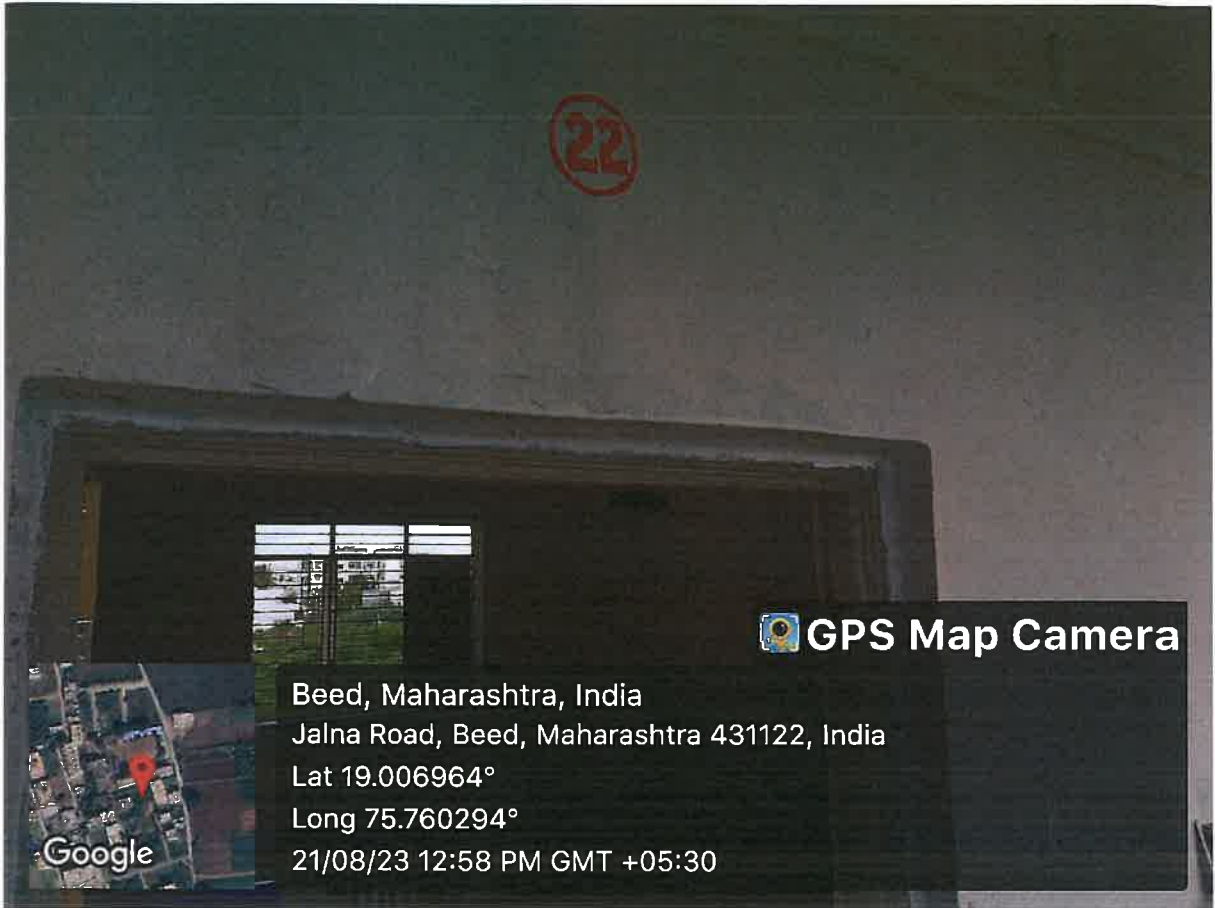 22
GPS Map Camera
Beed, Maharashtra, India
Jalna Road, Beed, Maharashtra 431122, India
Lat 19.006964°
Long 75.760294°
21/08/23 12:58 PM GMT +05:30
Google